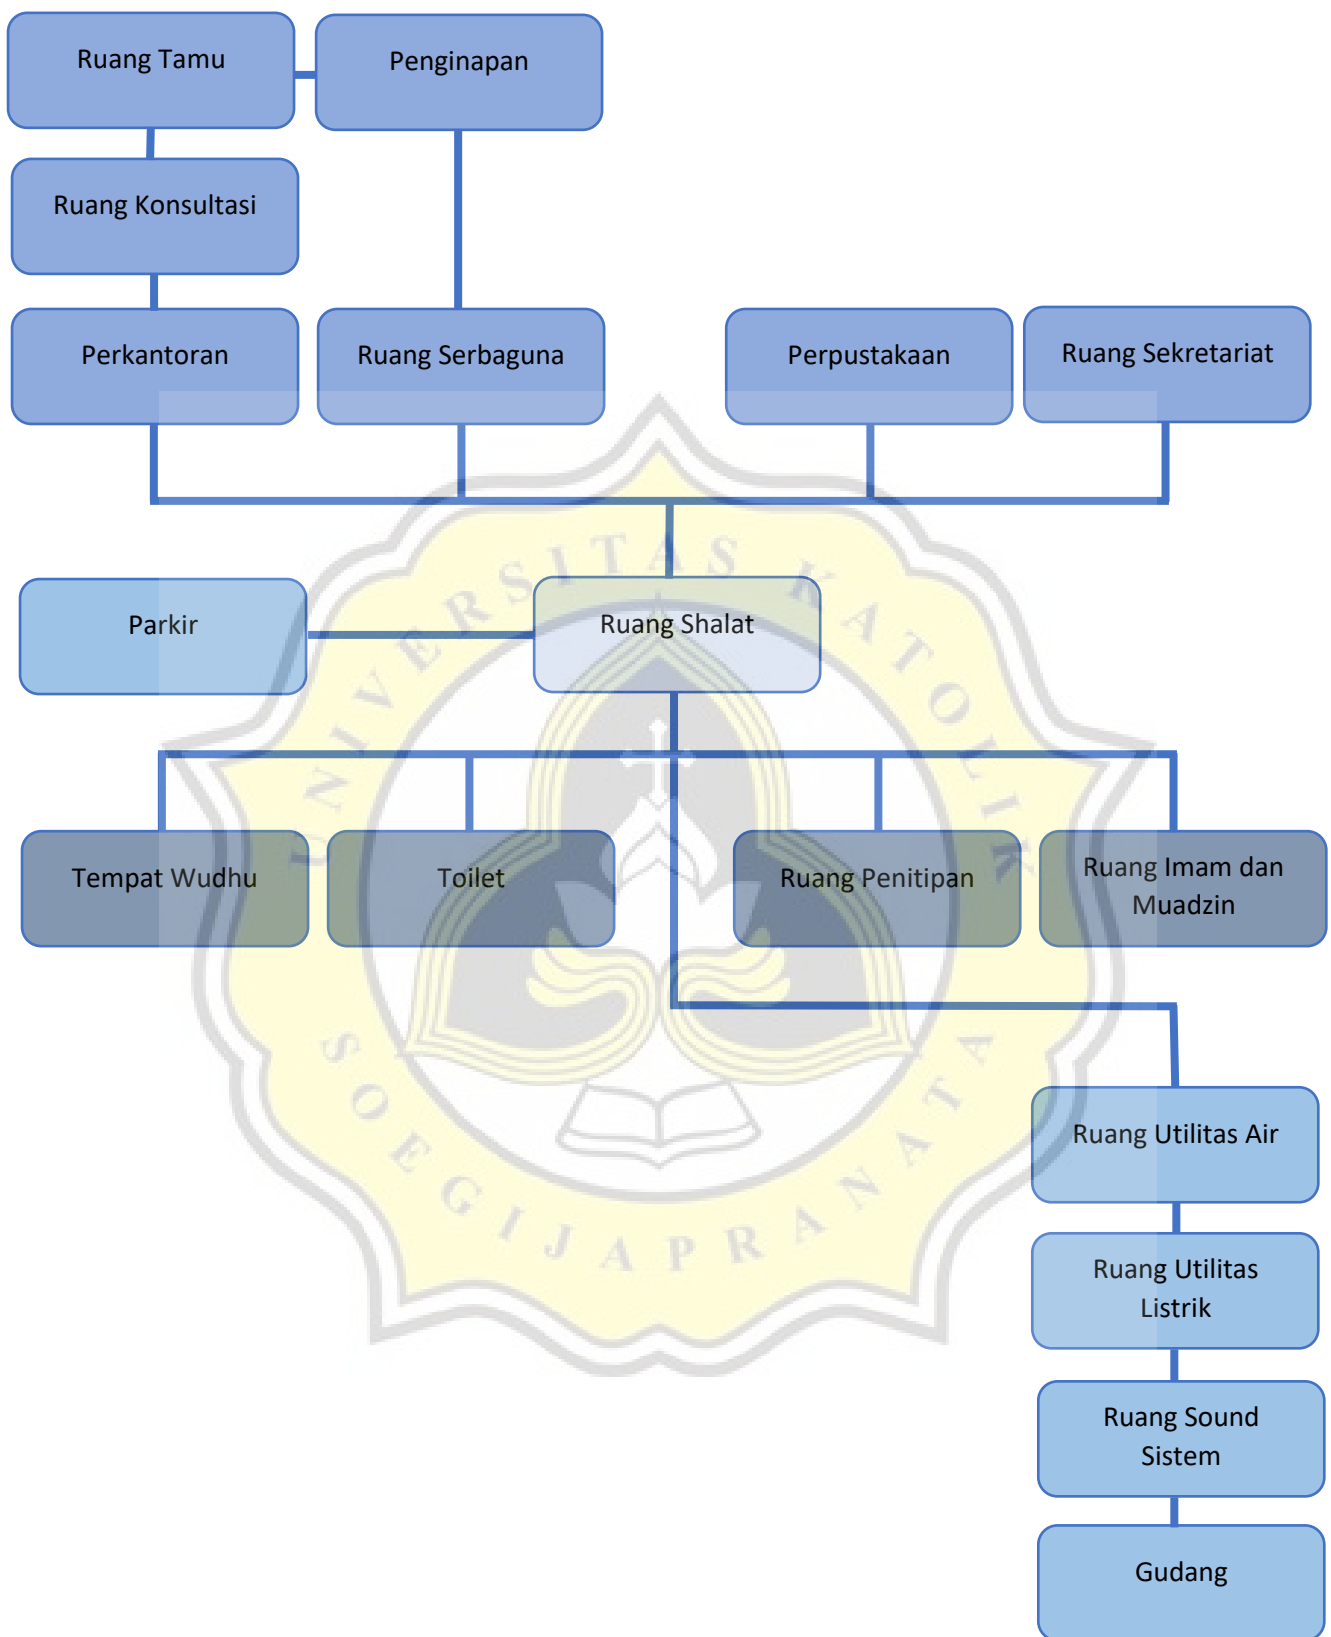 Ruang Tamu
Penginapan
Ruang Konsultasi
Perkantoran
Ruang Serbaguna
Perpustakaan
Ruang Sekretariat
UNIVERSITAS KATOLIK
Parkir
Ruang Shalat
Tempat Wudhu
Toilet
Ruang Penitipan
Ruang Imam dan
Muadzin
SOEGIJAPRANATA
Ruang Utilitas Air
Ruang Utilitas
Listrik
Ruang Sound
Sistem
Gudang